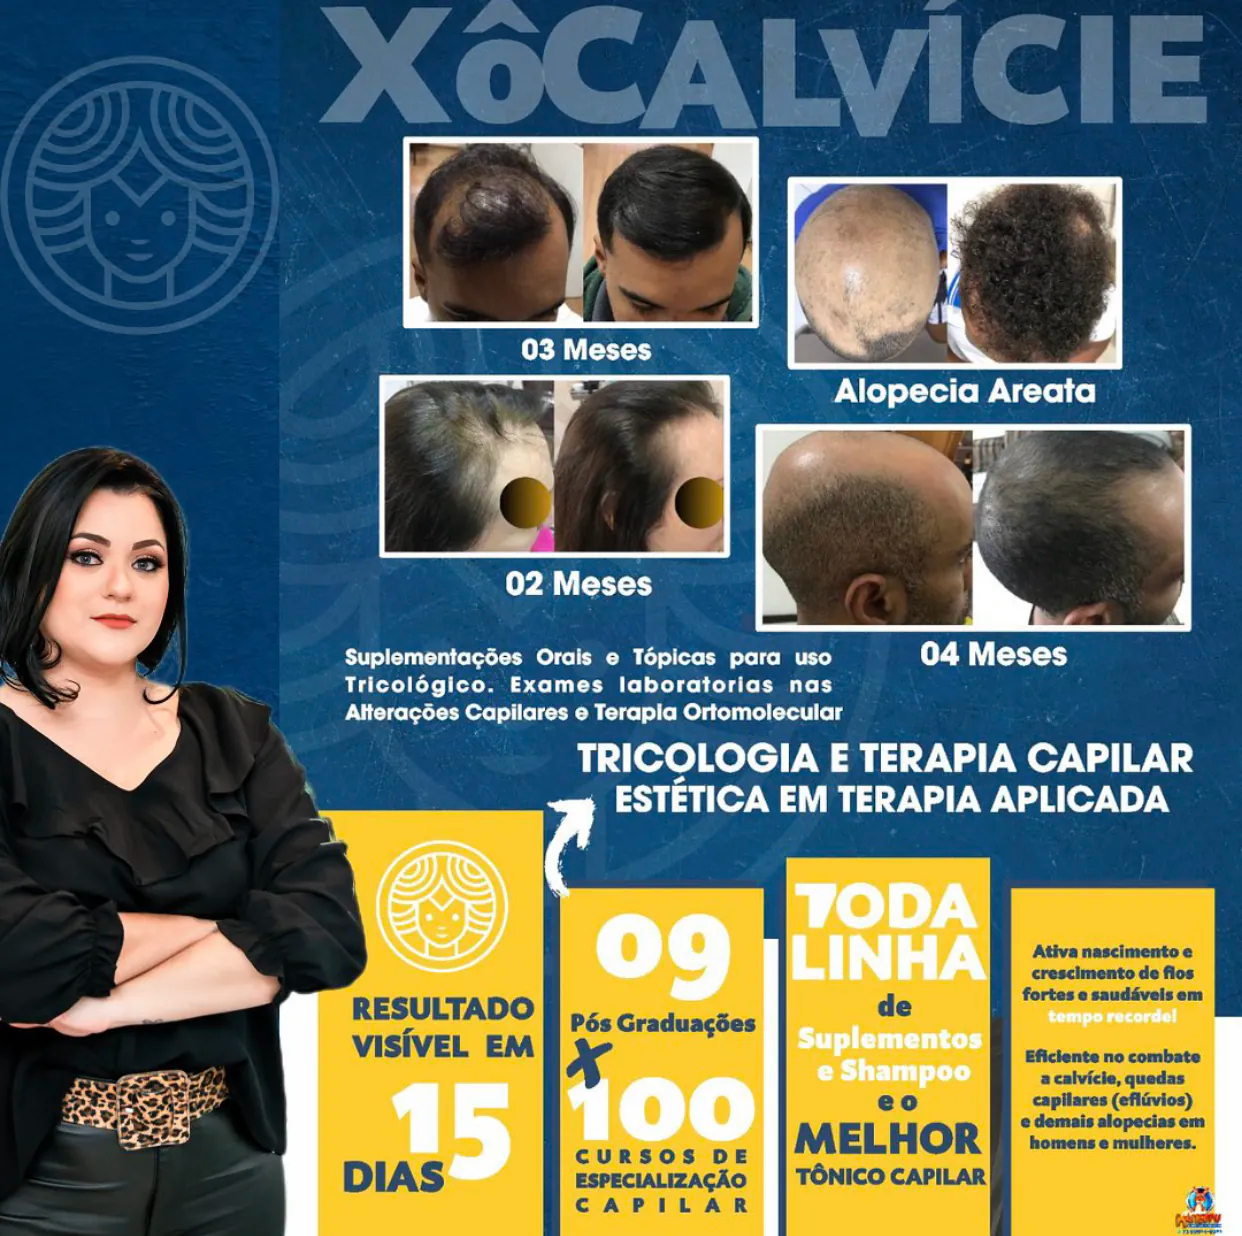 XôCALVÍCIE
03 Meses
Alopecia Areata
02 Meses
04 Meses
Suplementações Orais e Tópicas para uso
Tricológico. Exames laboratorias nas
Alterações Capilares e Terapia Ortomolecular
TRICOLOGIA E TERAPIA CAPILAR
ESTÉTICA EM TERAPIA APLICADA
RESULTADO
VISÍVEL EM
15
DIAS
09
Pós Graduações
x
100
CURSOS DE
ESPECIALIZAÇÃO
CAPILAR
TODA
LINHA
de
Suplementos
e Shampoo
e o
MELHOR
TÔNICO CAPILAR
Ativa nascimento e
crescimento de fios
fortes e saudáveis em
tempo recorde!
Eficiente no combate
a calvície, quedas
capilares (eflúvios)
e demais alopecias em
homens e mulheres.